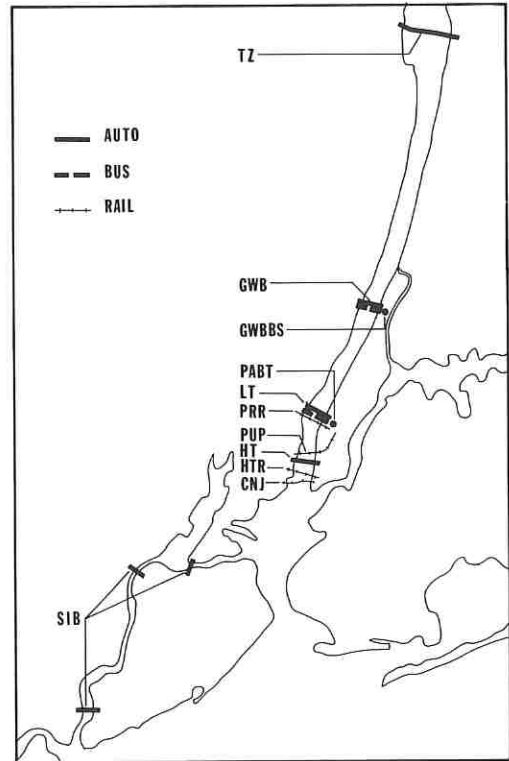 TZ
AUTO
BUS
RAIL
GWB
GWBBS
PABT
LT
PRR
PUP
HT
HTR
CNJ
SIB